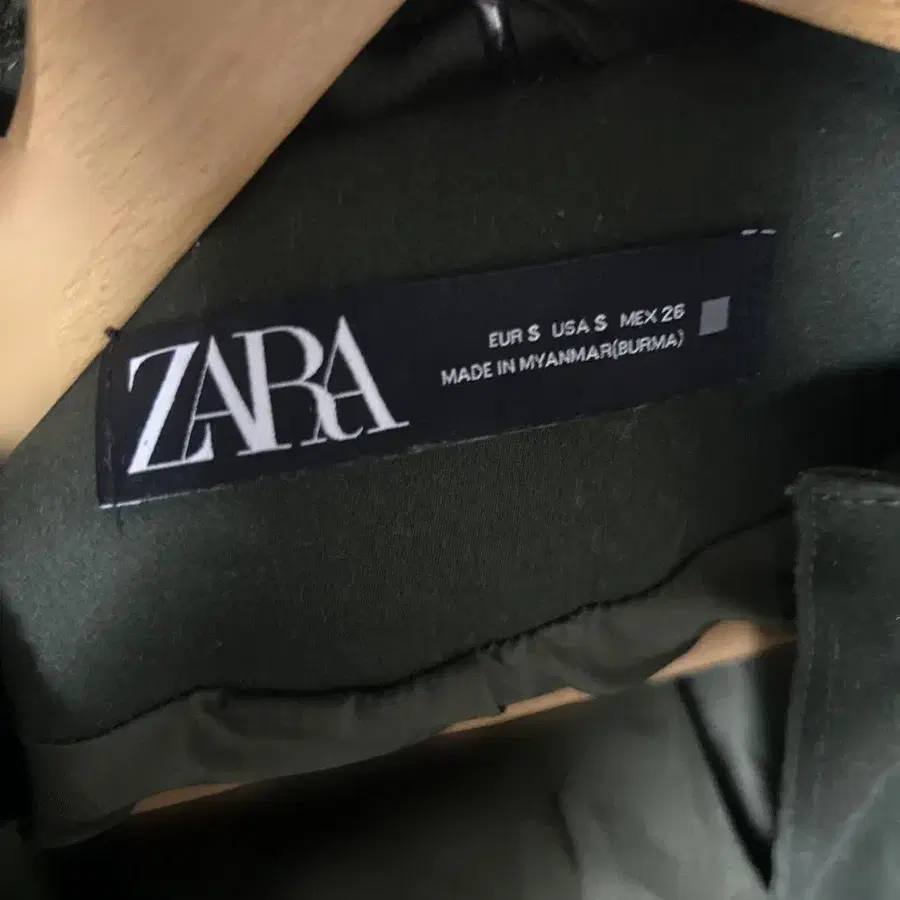 ZARA
EUR S USA S MEX 26
MADE IN MYANMAR(BURMA)